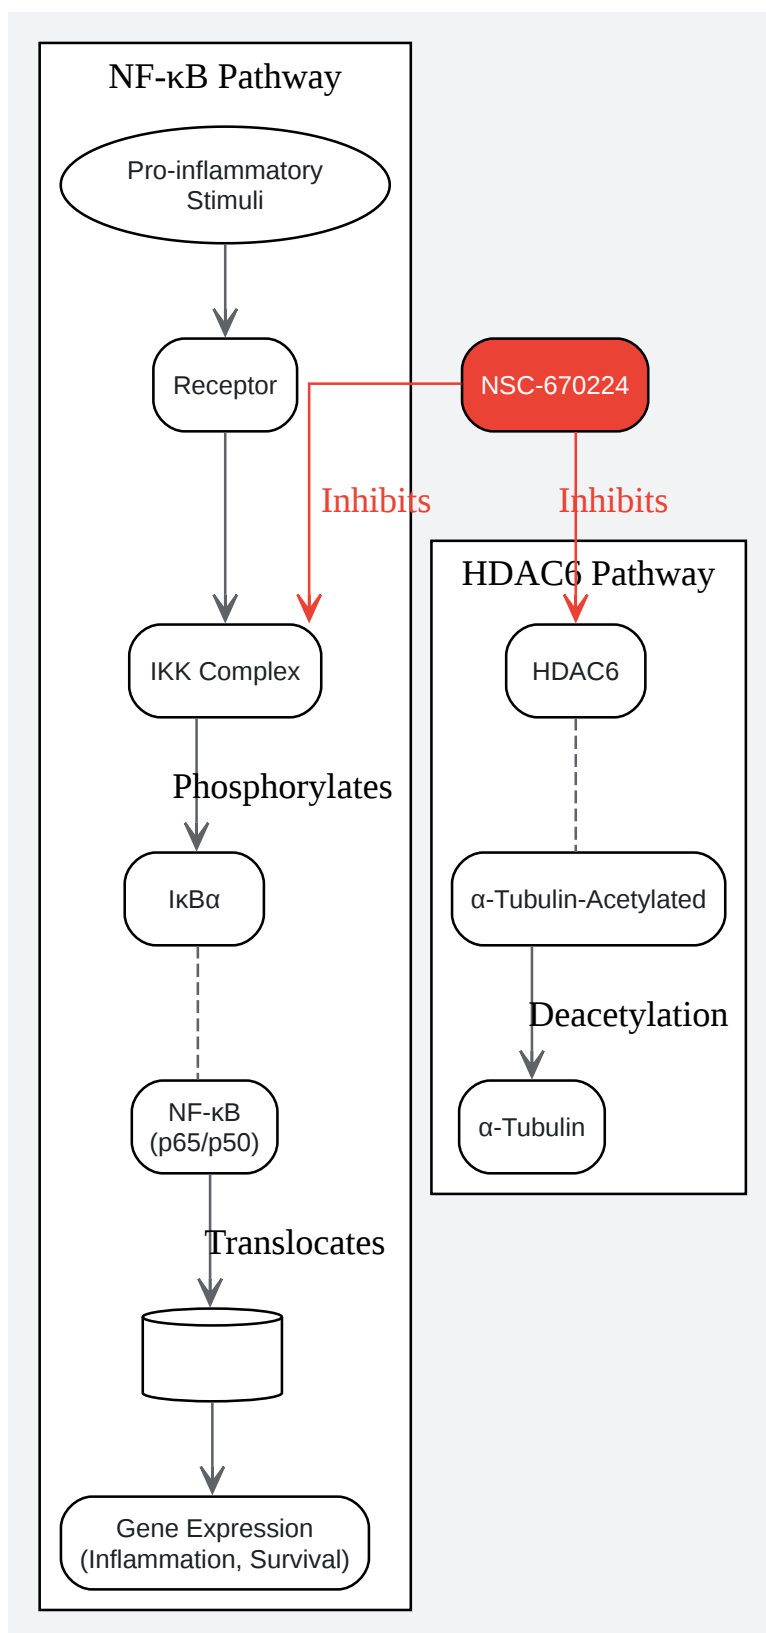 NF-κB Pathway
Pro-inflammatory
Stimuli
Receptor
NSC-670224
Inhibits
Inhibits
HDAC6 Pathway
IKK Complex
HDAC6
Phosphorylates
IκBα
α-Tubulin-Acetylated
Deacetylation
NF-κB
(p65/p50)
α-Tubulin
Translocates
Gene Expression
(Inflammation, Survival)